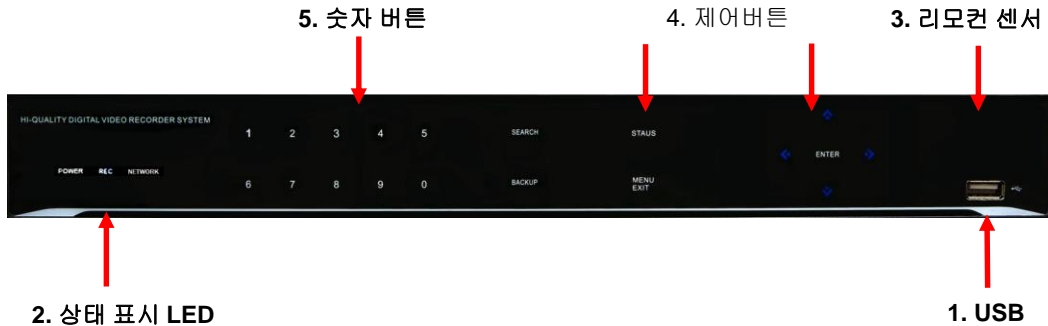 5. 숫자 버튼
4. 제어버튼
3. 리모컨 센서
HI-QUALITY DIGITAL VIDEO RECORDER SYSTEM
1 2 3 4 5
SEARCH
STAUS
ENTER
POWER REC NETWORK
6 7 8 9 0
BACKUP
MENU
EXIT
2. 상태 표시 LED
1. USB